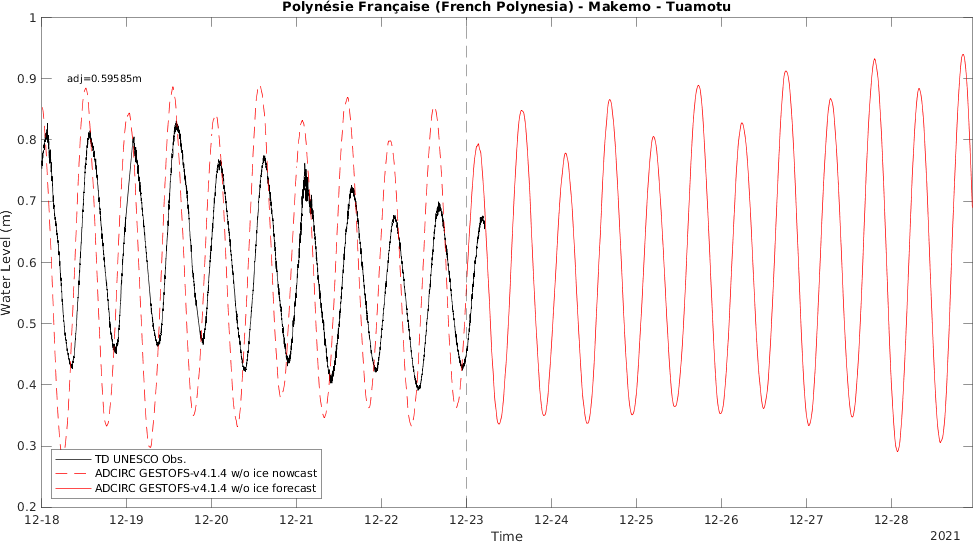 Polynésie Française (French Polynesia) - Makemo - Tuamotu
1
0.9
0.8
0.7
0.6
0.5
0.4
0.3
0.2
Water Level (m)
adj=0.59585m
TD UNESCO Obs.
ADCIRC GESTOFS-v4.1.4 w/o ice nowcast
ADCIRC GESTOFS-v4.1.4 w/o ice forecast
12-18 12-19 12-20 12-21 12-22 12-23 12-24 12-25 12-26 12-27 12-28
Time
2021